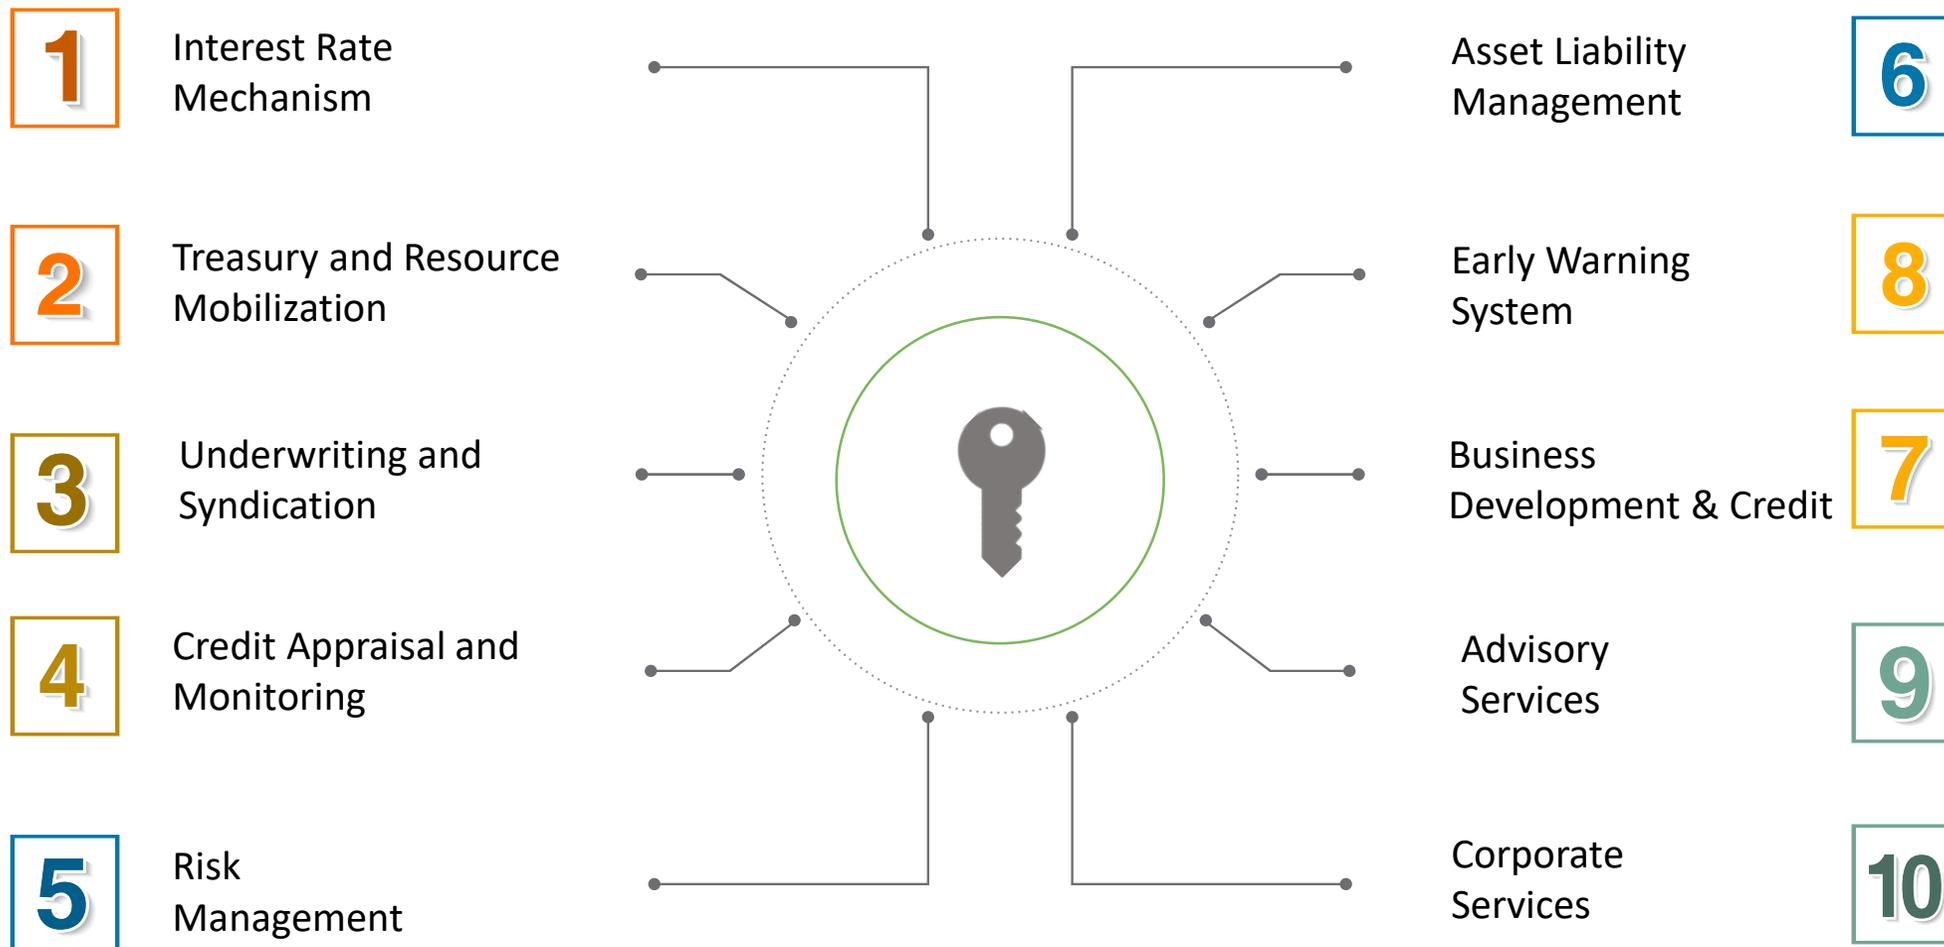 1
Interest Rate
Mechanism
2
Treasury and Resource
Mobilization
3
Underwriting and
Syndication
4
Credit Appraisal and
Monitoring
5
Risk
Management
Asset Liability
Management
6
Early Warning
System
8
Business
Development & Credit
7
Advisory
Services
9
Corporate
Services
10